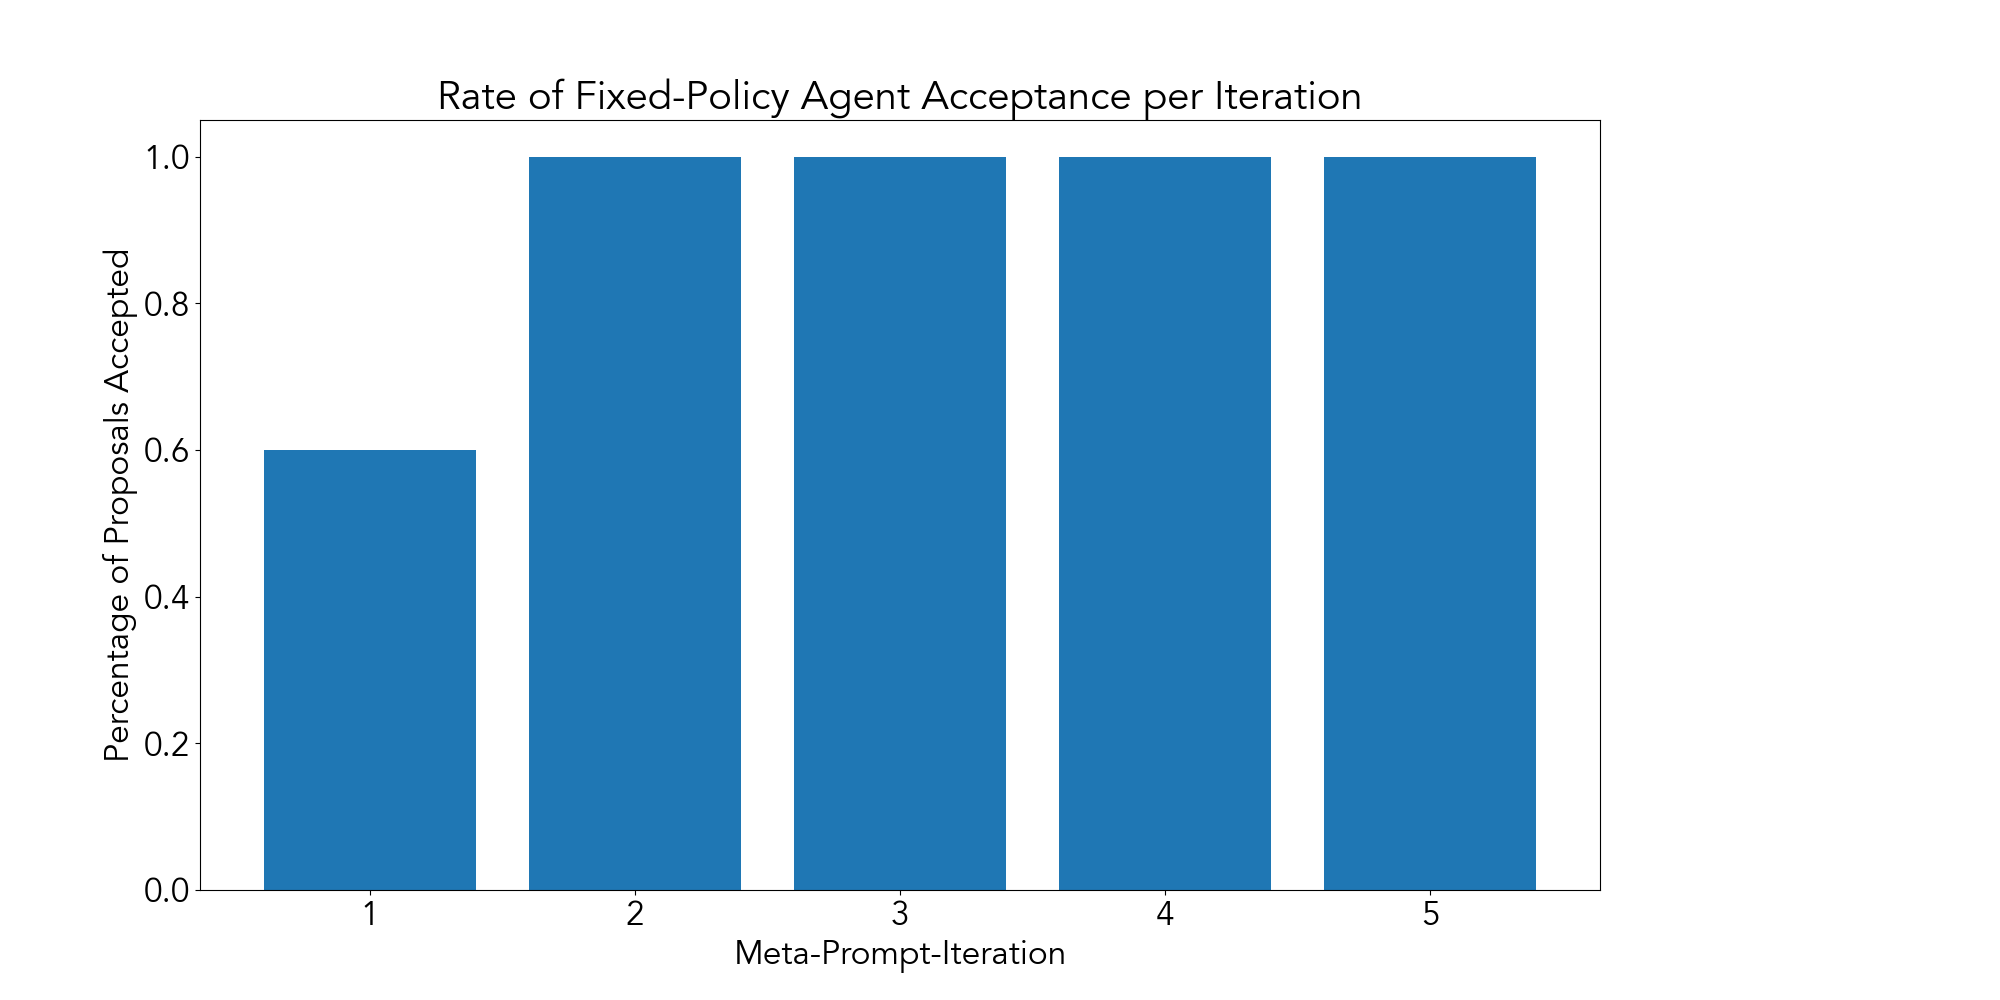 Rate of Fixed-Policy Agent Acceptance per Iteration
Percentage of Proposals Accepted
1.0
0.8
0.6
0.4
0.2
0.0
1 2 3 4 5
Meta-Prompt-Iteration